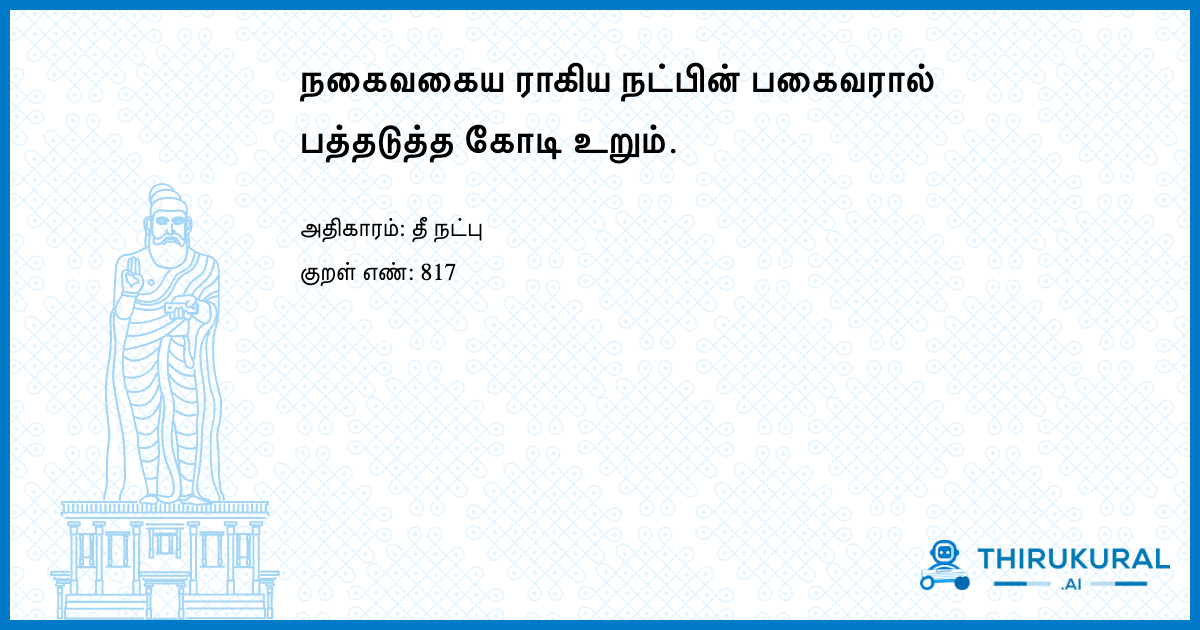 நகைவகைய ராகிய நட்பின் பகைவரால்
பத்தடுத்த கோடி உறும்.
அதிகாரம்: தீ நட்பு
குறள் எண்: 817
THIRUKURAL
.AI